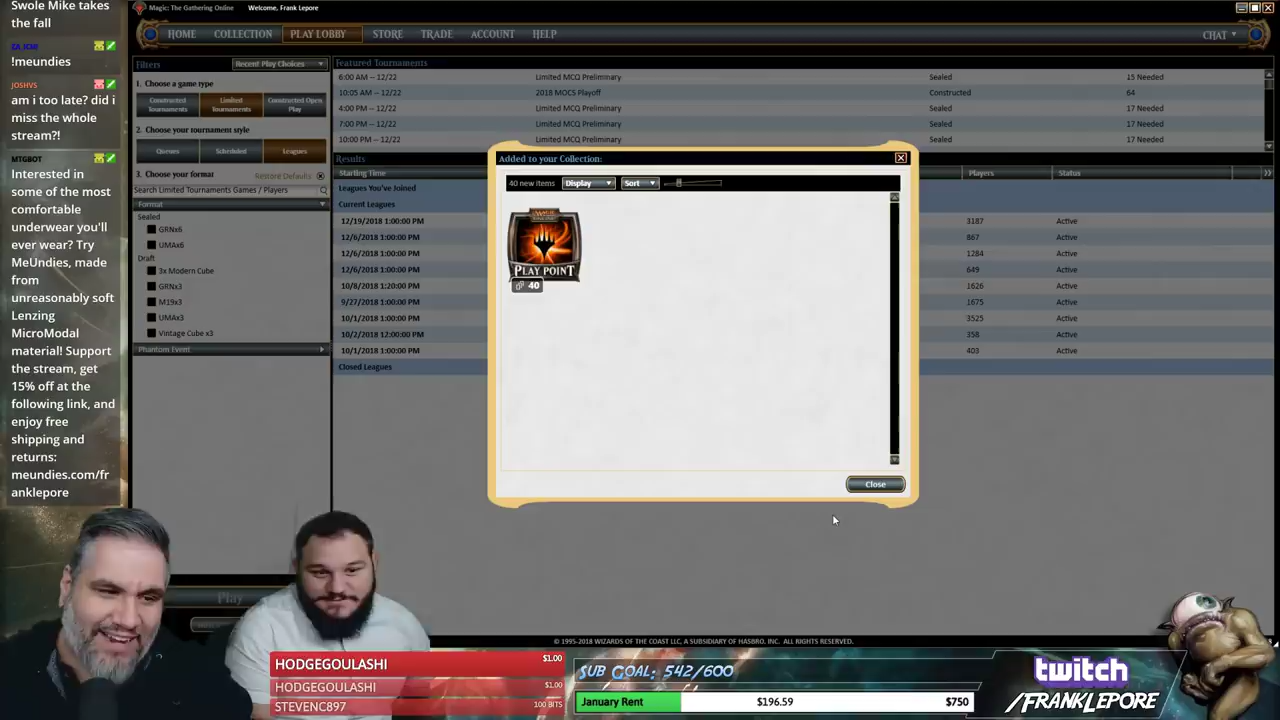 Swole Mike takes
the fall
!meundies
JOSHVS
am i too late? did i
miss the whole
stream?!
MTGBOT
Interested in
some of the most
comfortable
underwear you'll
ever wear? Try
MeUndies, made
from
unreasonably soft
Lenzing
MicroModal
material! Support
the stream, get
15% off at the
following link, and
enjoy free
shipping and
returns:
meundies.com/fr
anklepore
Magic: The Gathering Online Welcome, Frank Lepore
HOME COLLECTION PLAY LOBBY STORE TRADE ACCOUNT HELP CHAT
Filters Recent Play Choices
1. Choose a game type
Constructed Tournaments Limited Tournaments Constructed Open Play
2. Choose your tournament style
Queues Scheduled Leagues
3. Choose your format Restore Defaults
Search Limited Tournaments Games / Players
Format
Sealed
GRNx6
UMAx6
Draft
3x Modern Cube
GRNx3
M19x3
UMAx3
Vintage Cube x3
Phantom Event
Play
Featured Tournaments
6:00 AM -- 12/22 Limited MCQ Preliminary Sealed 15 Needed
10:05 AM -- 12/22 2018 MOCS Playoff Constructed 64
4:00 PM -- 12/22 Limited MCQ Preliminary Sealed 17 Needed
7:00 PM -- 12/22 Limited MCQ Preliminary Sealed 17 Needed
10:00 PM -- 12/22 Limited MCQ Preliminary Sealed 17 Needed
Results
Starting Time Players Status
Leagues You've Joined
Current Leagues
12/19/2018 1:00:00 PM 3187 Active
12/6/2018 1:00:00 PM 867 Active
12/6/2018 1:00:00 PM 1284 Active
12/6/2018 1:00:00 PM 649 Active
10/8/2018 1:20:00 PM 1626 Active
9/27/2018 1:00:00 PM 1675 Active
10/1/2018 1:00:00 PM 3525 Active
10/2/2018 12:00:00 PM 358 Active
10/1/2018 1:00:00 PM 403 Active
Closed Leagues
Added to your Collection:
40 new items Display Sort
PLAY POINT
40
Close
© 1995-2018 WIZARDS OF THE COAST LLC, A SUBSIDIARY OF HASBRO, INC. ALL RIGHTS RESERVED.
HODGEGOULASHI $1.00
HODGEGOULASHI $1.00
STEVENC897 100 BITS
SUB GOAL: 542/600
January Rent $196.59 $750
twitch
/FRANKLEPORE